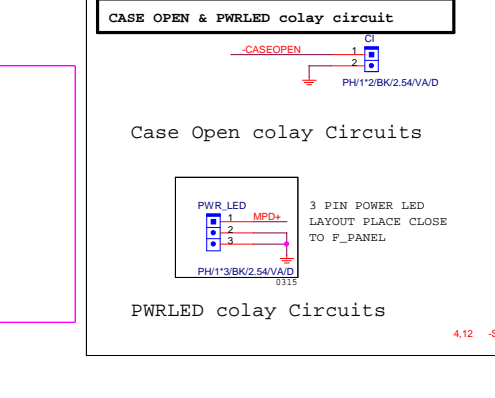 CASE OPEN & PWRLED colay circuit
CI
-CASEOPEN
1
2
PH/1*2/BK/2.54/VA/D
Case Open colay Circuits
PWR_LED
1
MPD+
2
3
PH/1*3/BK/2.54/VA/D
0315
3 PIN POWER LED
LAYOUT PLACE CLOSE
TO F_PANEL
PWRLED colay Circuits
4,12